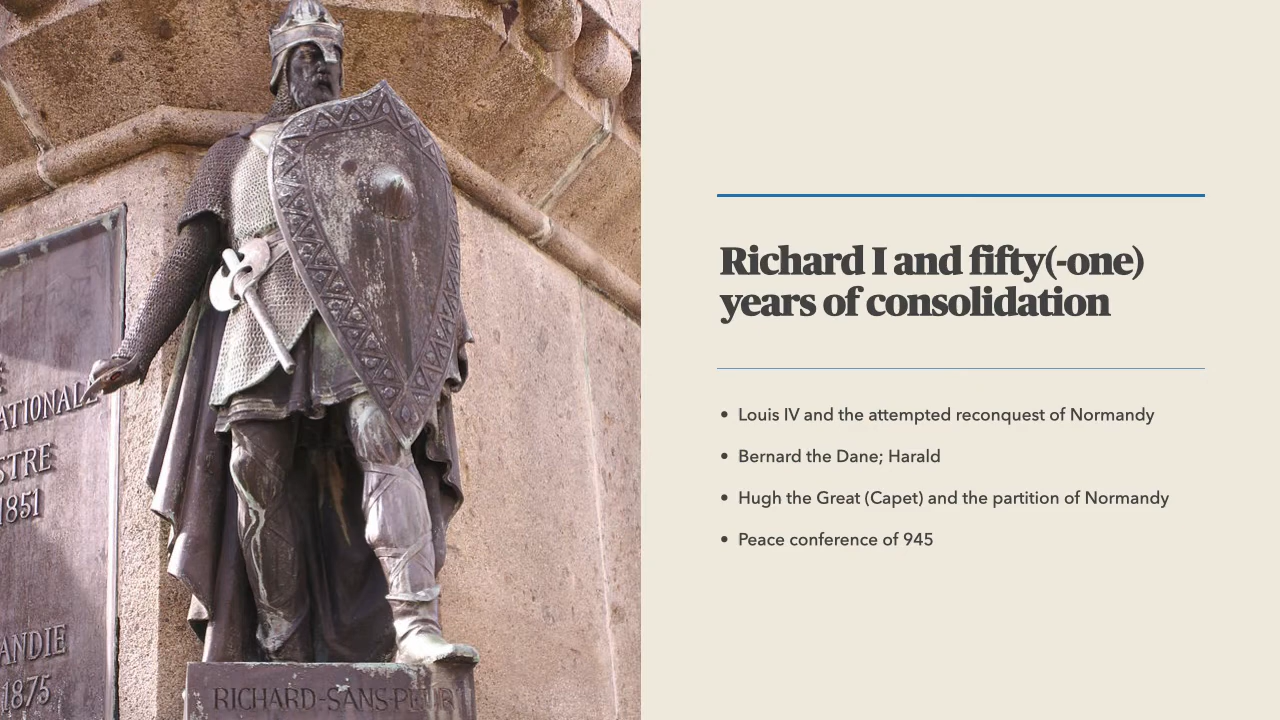 ATIONALE
STRE
1851
ANDIE
1875
RICHARD-SANS-PEUR
Richard I and fifty(-one)
years of consolidation
• Louis IV and the attempted reconquest of Normandy
• Bernard the Dane; Harald
• Hugh the Great (Capet) and the partition of Normandy
• Peace conference of 945